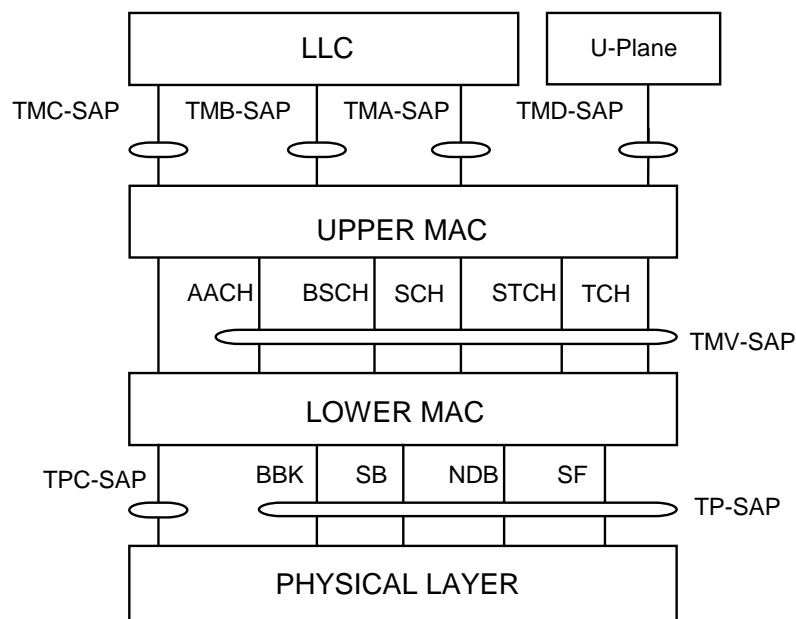 LLC
U-Plane
TMC-SAP
TMB-SAP
TMA-SAP
TMD-SAP
UPPER MAC
AACH
BSCH
SCH
STCH
TCH
TMV-SAP
LOWER MAC
TPC-SAP
BBK
SB
NDB
SF
TP-SAP
PHYSICAL LAYER